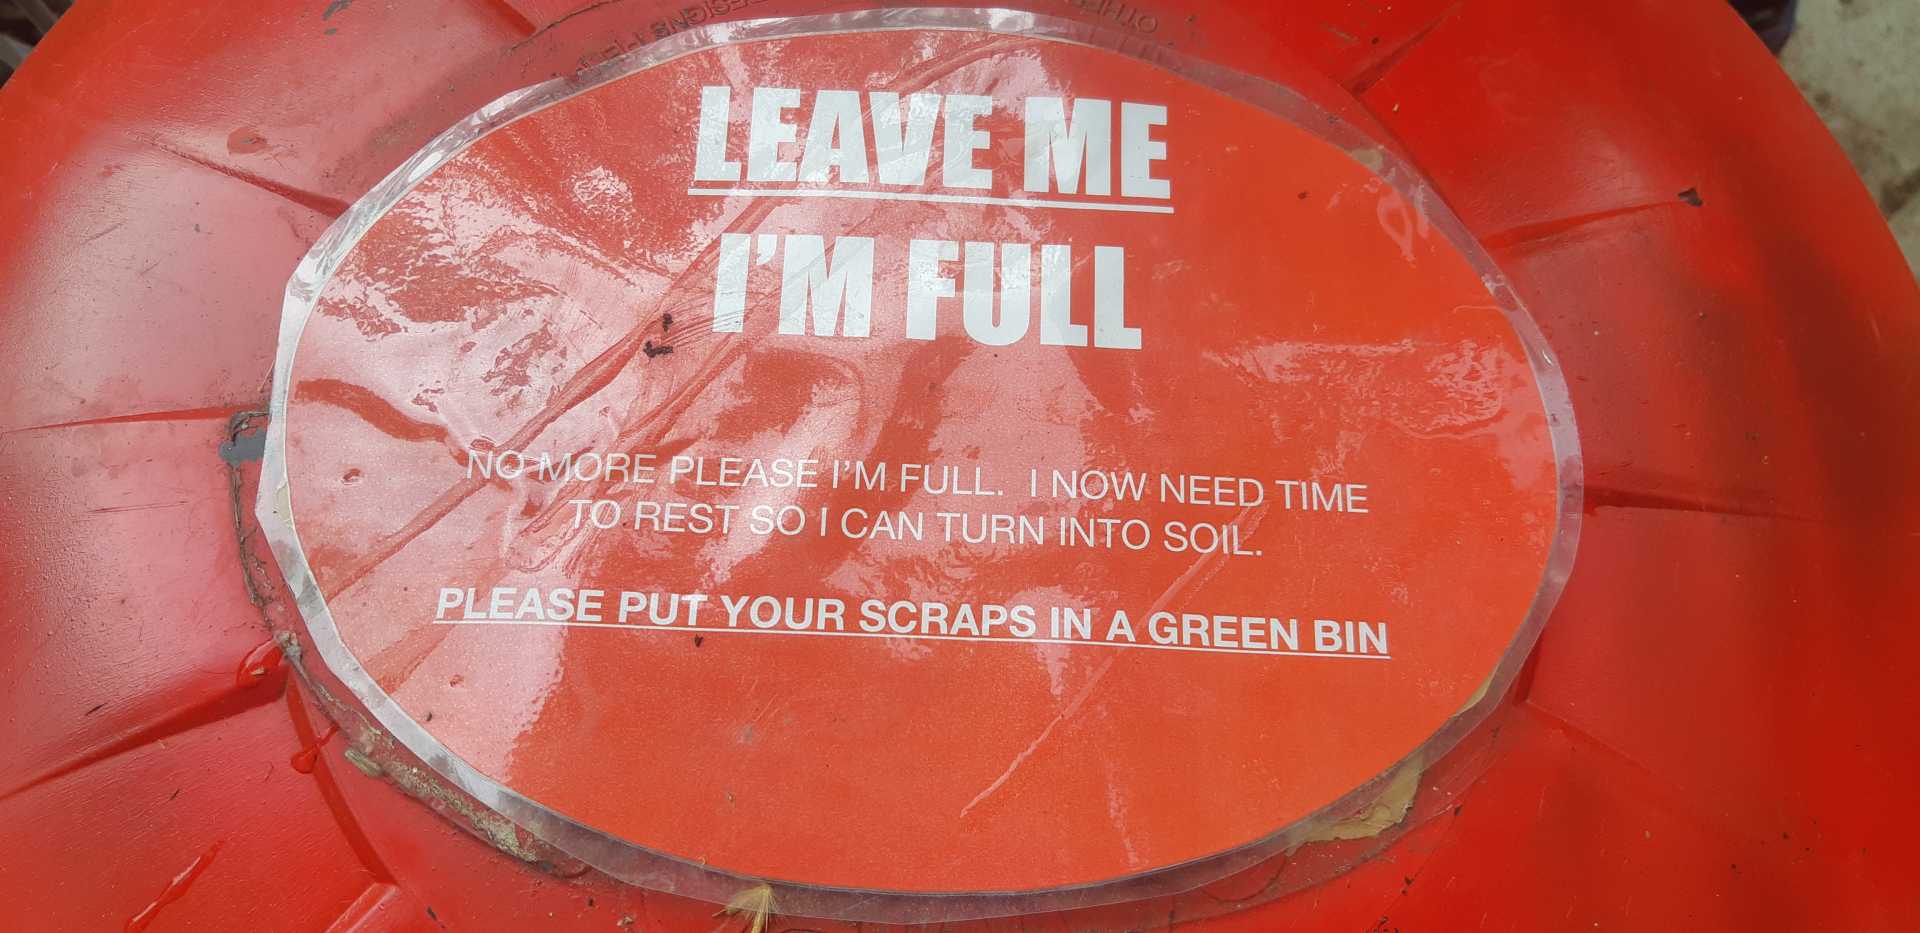 LEAVE ME
I'M FULL
NO MORE PLEASE I'M FULL. I NOW NEED TIME
TO REST SO I CAN TURN INTO SOIL.
PLEASE PUT YOUR SCRAPS IN A GREEN BIN